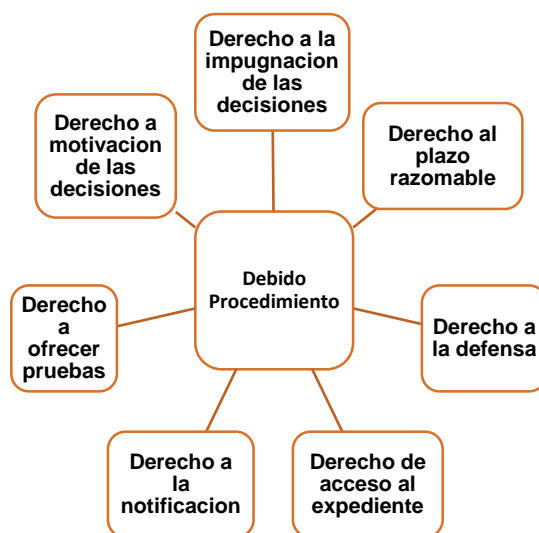 Derecho a la
impugnacion
de las
decisiones
Derecho al
plazo
razomable
Derecho a
la defensa
Derecho de
acceso al
expediente
Derecho a
la
notificacion
Derecho
a
ofrecer
pruebas
Derecho a
motivacion
de las
decisiones
Debido
Procedimiento